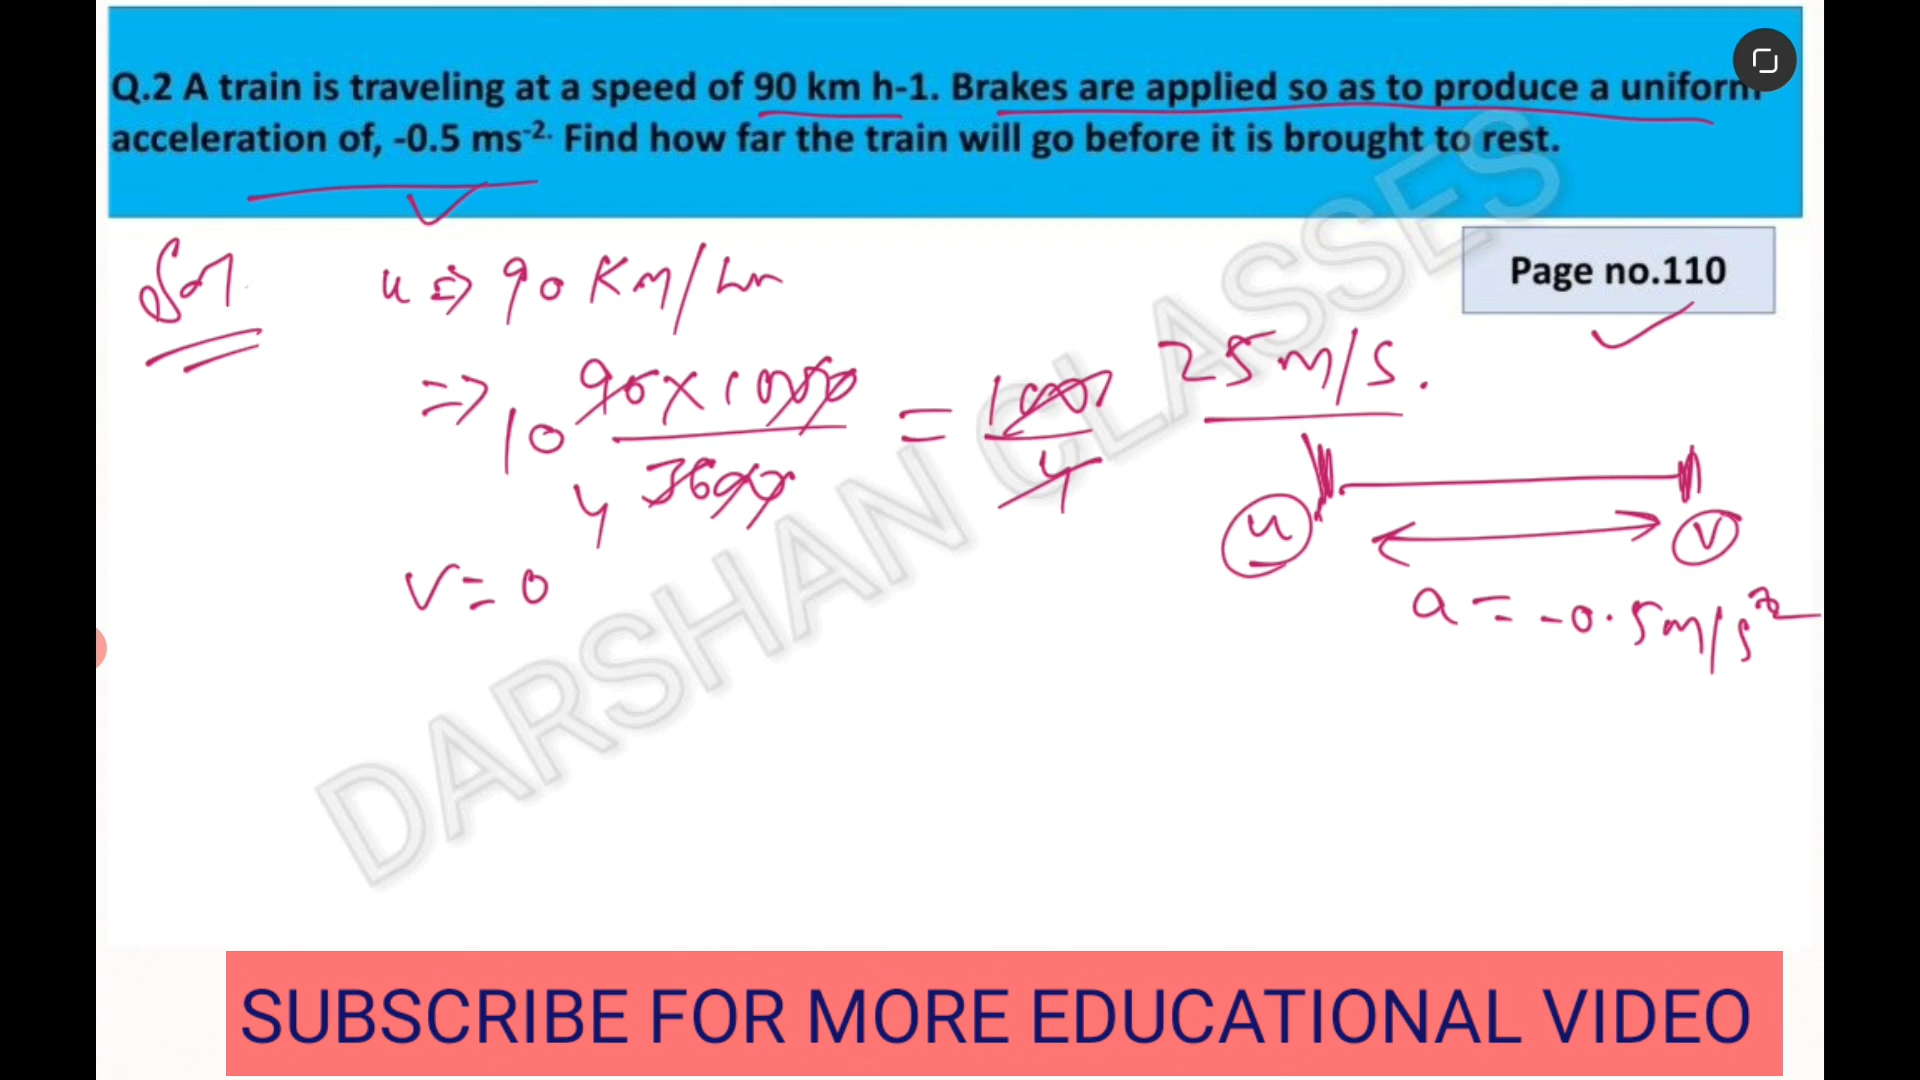 Q.2 A train is traveling at a speed of 90 km h-1. Brakes are applied so as to produce a uniform
acceleration of, -0.5 ms-2. Find how far the train will go before it is brought to rest.
Page no.110
Sol.
u ⇒ 90 Km/hr
⇒ 10 90 x 1000 = 100 25 m/s.
4 3600 4
u v
v = 0
a = -0.5 m/s²
DARSHAN CLASSES
SUBSCRIBE FOR MORE EDUCATIONAL VIDEO